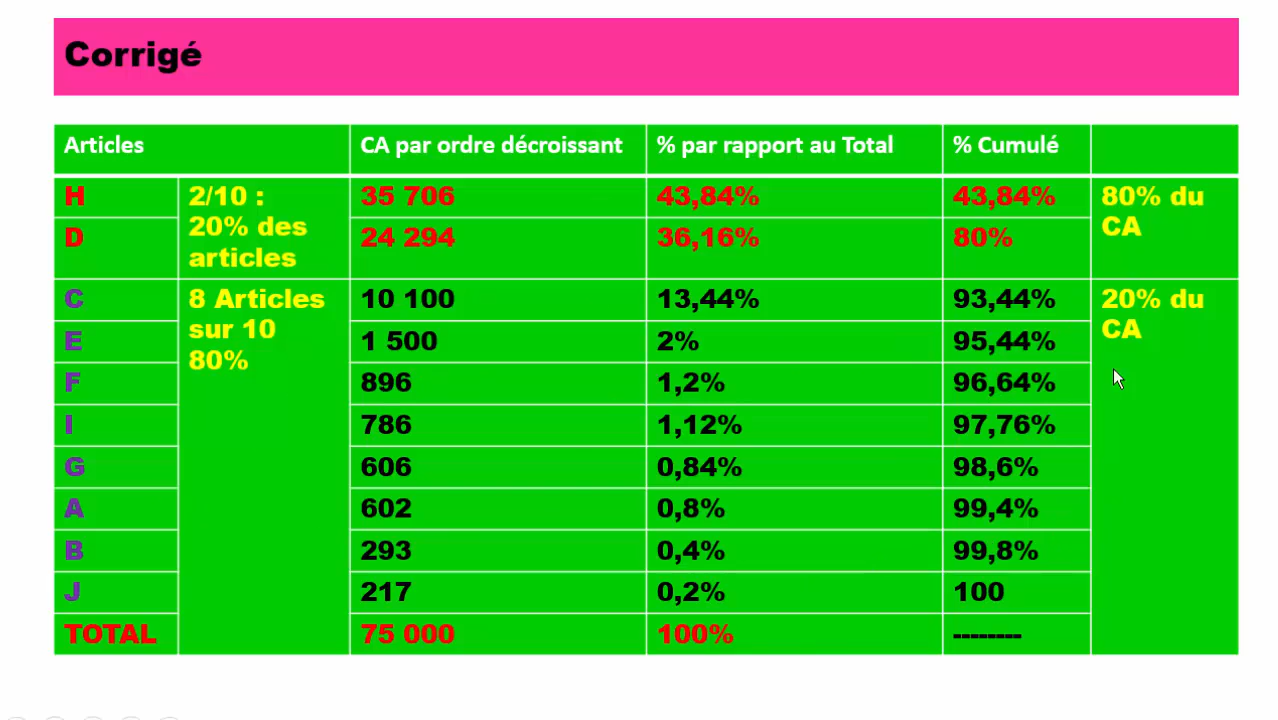 Corrigé
Articles CA par ordre décroissant % par rapport au Total % Cumulé
H 2/10 : 35 706 43,84% 43,84% 80% du
20% des CA
D articles 24 294 36,16% 80%
C 8 Articles 10 100 13,44% 93,44% 20% du
sur 10 CA
E 80% 1 500 2% 95,44%
F 896 1,2% 96,64%
I 786 1,12% 97,76%
G 606 0,84% 98,6%
A 602 0,8% 99,4%
B 293 0,4% 99,8%
J 217 0,2% 100
TOTAL 75 000 100% --------